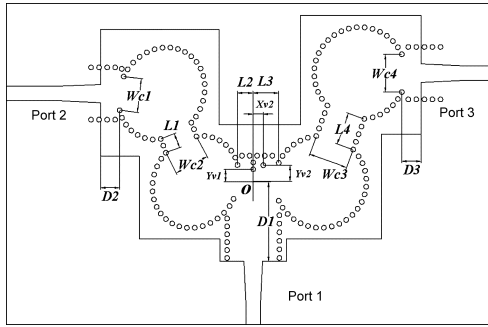 L2 L3
Xv2
Wc1
Wc4
Port 2
Port 3
L1
L4
Wc2
Wc3
Yv1
Yv2
O
D2
D1
D3
Port 1